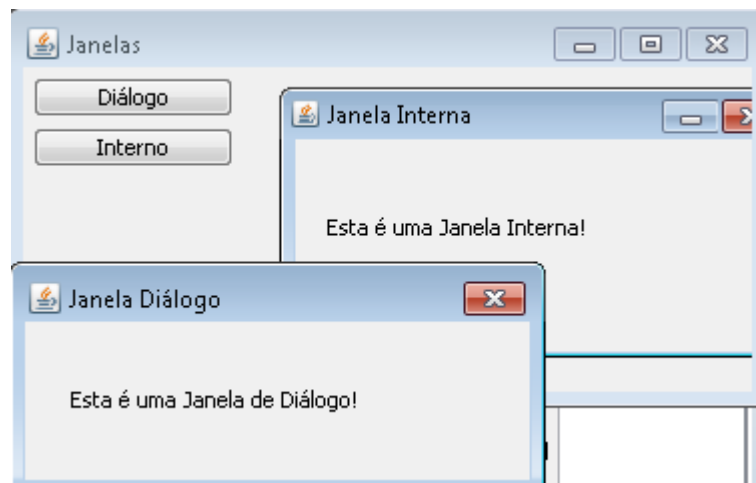 Janelas
Diálogo
Interno
Janela Interna
Esta é uma Janela Interna!
Janela Diálogo
Esta é uma Janela de Diálogo!